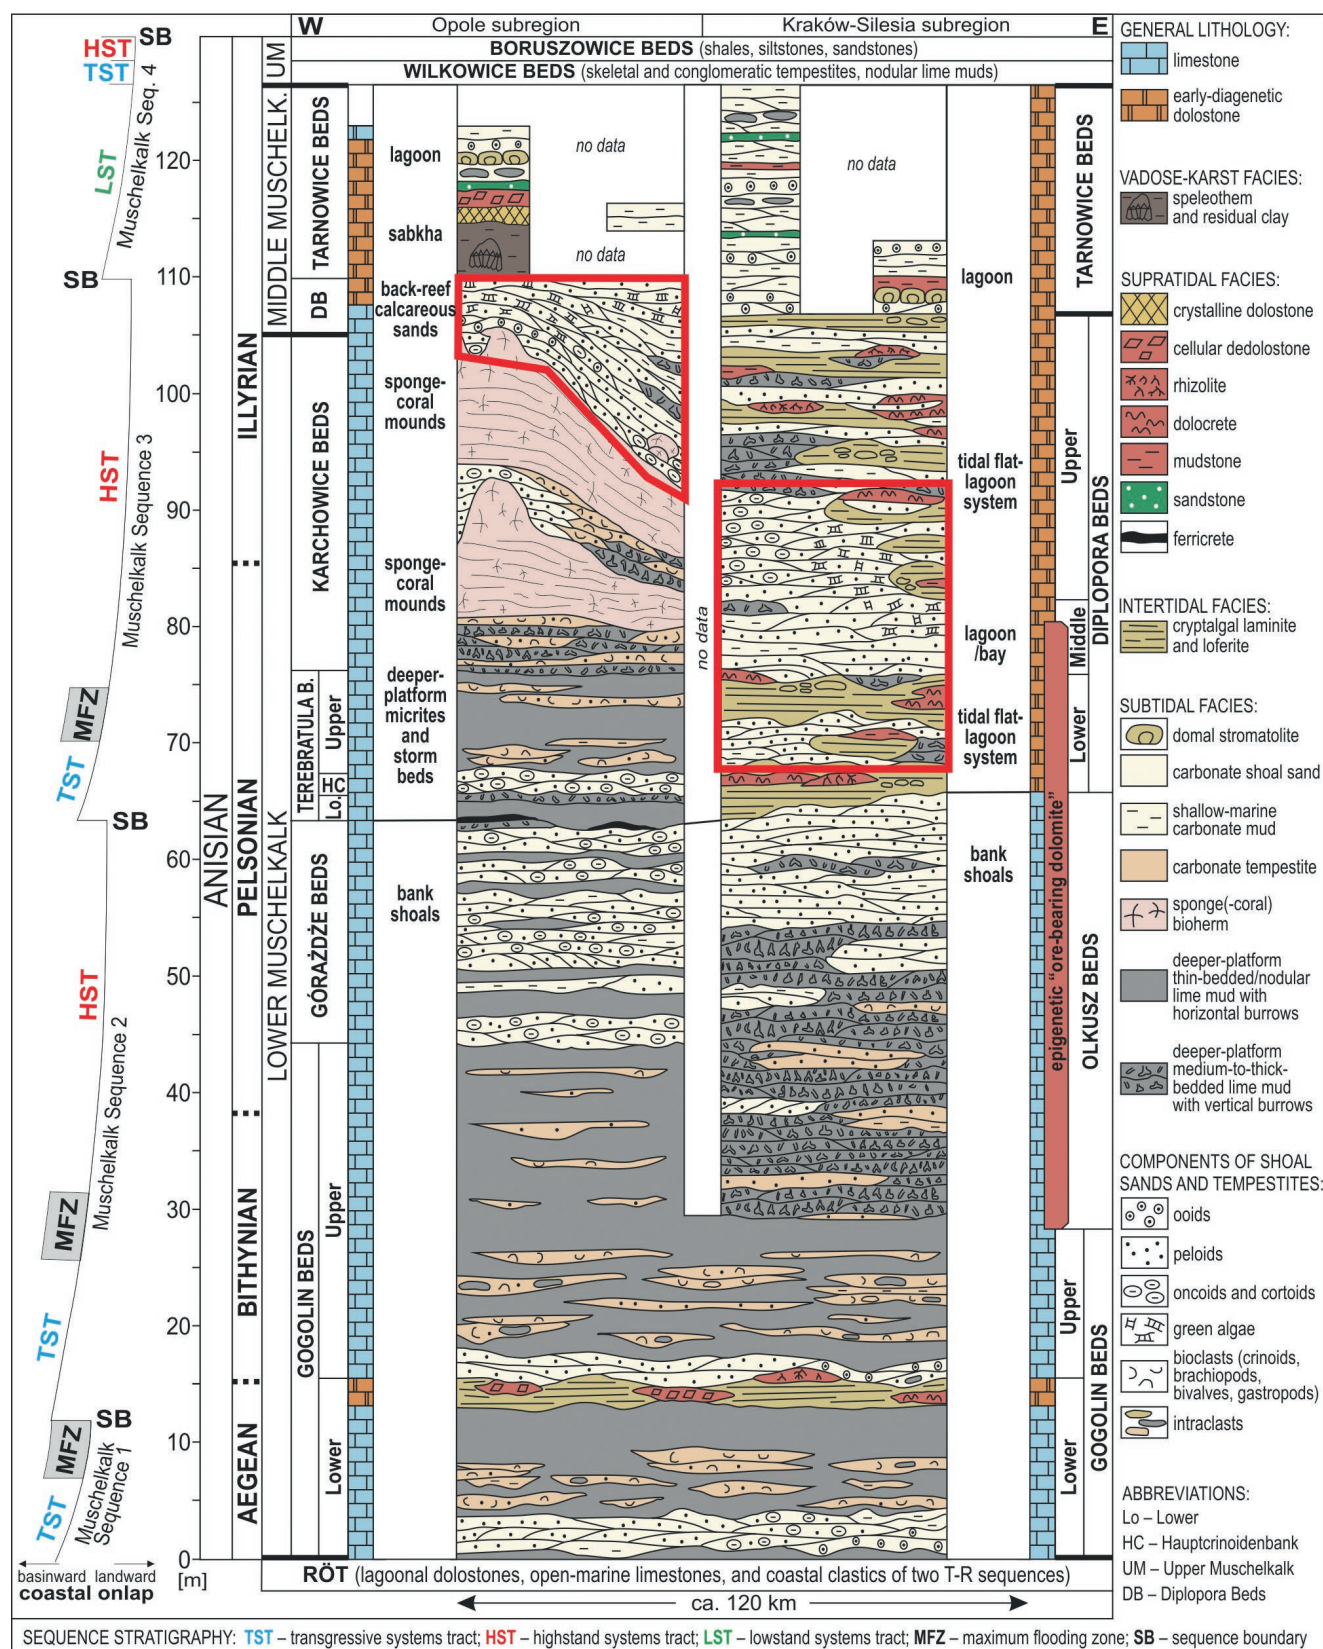 W
Opole subregion
Kraków-Silesia subregion
E
BORUSZOWICE BEDS (shales, siltstones, sandstones)
WILKOWICE BEDS (skeletal and conglomeratic tempestites, nodular lime muds)
SB
HST
TST
Muschelkalk Seq. 4
LST
SB
HST
Muschelkalk Sequence 3
MFZ
TST
SB
HST
Muschelkalk Sequence 2
MFZ
TST
SB
MFZ
TST
Muschelkalk
Sequence 1
basinward landward
coastal onlap
120
110
100
90
80
70
60
50
40
30
20
10
0
[m]
ANISIAN
ILLYRIAN
PELSONIAN
BITHYNIAN
AEGEAN
UM
MIDDLE MUSCHELK.
LOWER MUSCHELKALK
TARNOWICE BEDS
DB
KARCHOWICE BEDS
TEREBRATULA B.
Upper
HC
Lo.
GÓRAŻDŻE BEDS
GOGOLIN BEDS
Upper
Lower
lagoon
sabkha
back-reef
calcareous
sands
sponge-
coral
mounds
sponge-
coral
mounds
deeper-
platform
micrites
and
storm
beds
bank
shoals
no data
no data
no data
no data
lagoon
tidal flat-
lagoon
system
lagoon
/bay
tidal flat-
lagoon
system
bank
shoals
epigenetic "ore-bearing dolomite"
TARNOWICE BEDS
DIPLOPORA BEDS
Upper
Middle
Lower
OLKUSZ BEDS
GOGOLIN BEDS
Upper
Lower
RÖT (lagoonal dolostones, open-marine limestones, and coastal clastics of two T-R sequences)
ca. 120 km
GENERAL LITHOLOGY:
limestone
early-diagenetic
dolostone
VADOSE-KARST FACIES:
speleothem
and residual clay
SUPRATIDAL FACIES:
crystalline dolostone
cellular dedolostone
rhizolite
dolocrete
mudstone
sandstone
ferricrete
INTERTIDAL FACIES:
cryptalgal laminite
and loferite
SUBTIDAL FACIES:
domal stromatolite
carbonate shoal sand
shallow-marine
carbonate mud
carbonate tempestite
sponge(-coral)
bioherm
deeper-platform
thin-bedded/nodular
lime mud with
horizontal burrows
deeper-platform
medium-to-thick-
bedded lime mud
with vertical burrows
COMPONENTS OF SHOAL
SANDS AND TEMPESTITES:
ooids
peloids
oncoids and cortoids
green algae
bioclasts (crinoids,
brachiopods,
bivalves, gastropods)
intraclasts
ABBREVIATIONS:
Lo – Lower
HC – Hauptcrinoidenbank
UM – Upper Muschelkalk
DB – Diplopora Beds
SEQUENCE STRATIGRAPHY: TST – transgressive systems tract; HST – highstand systems tract; LST – lowstand systems tract; MFZ – maximum flooding zone; SB – sequence boundary